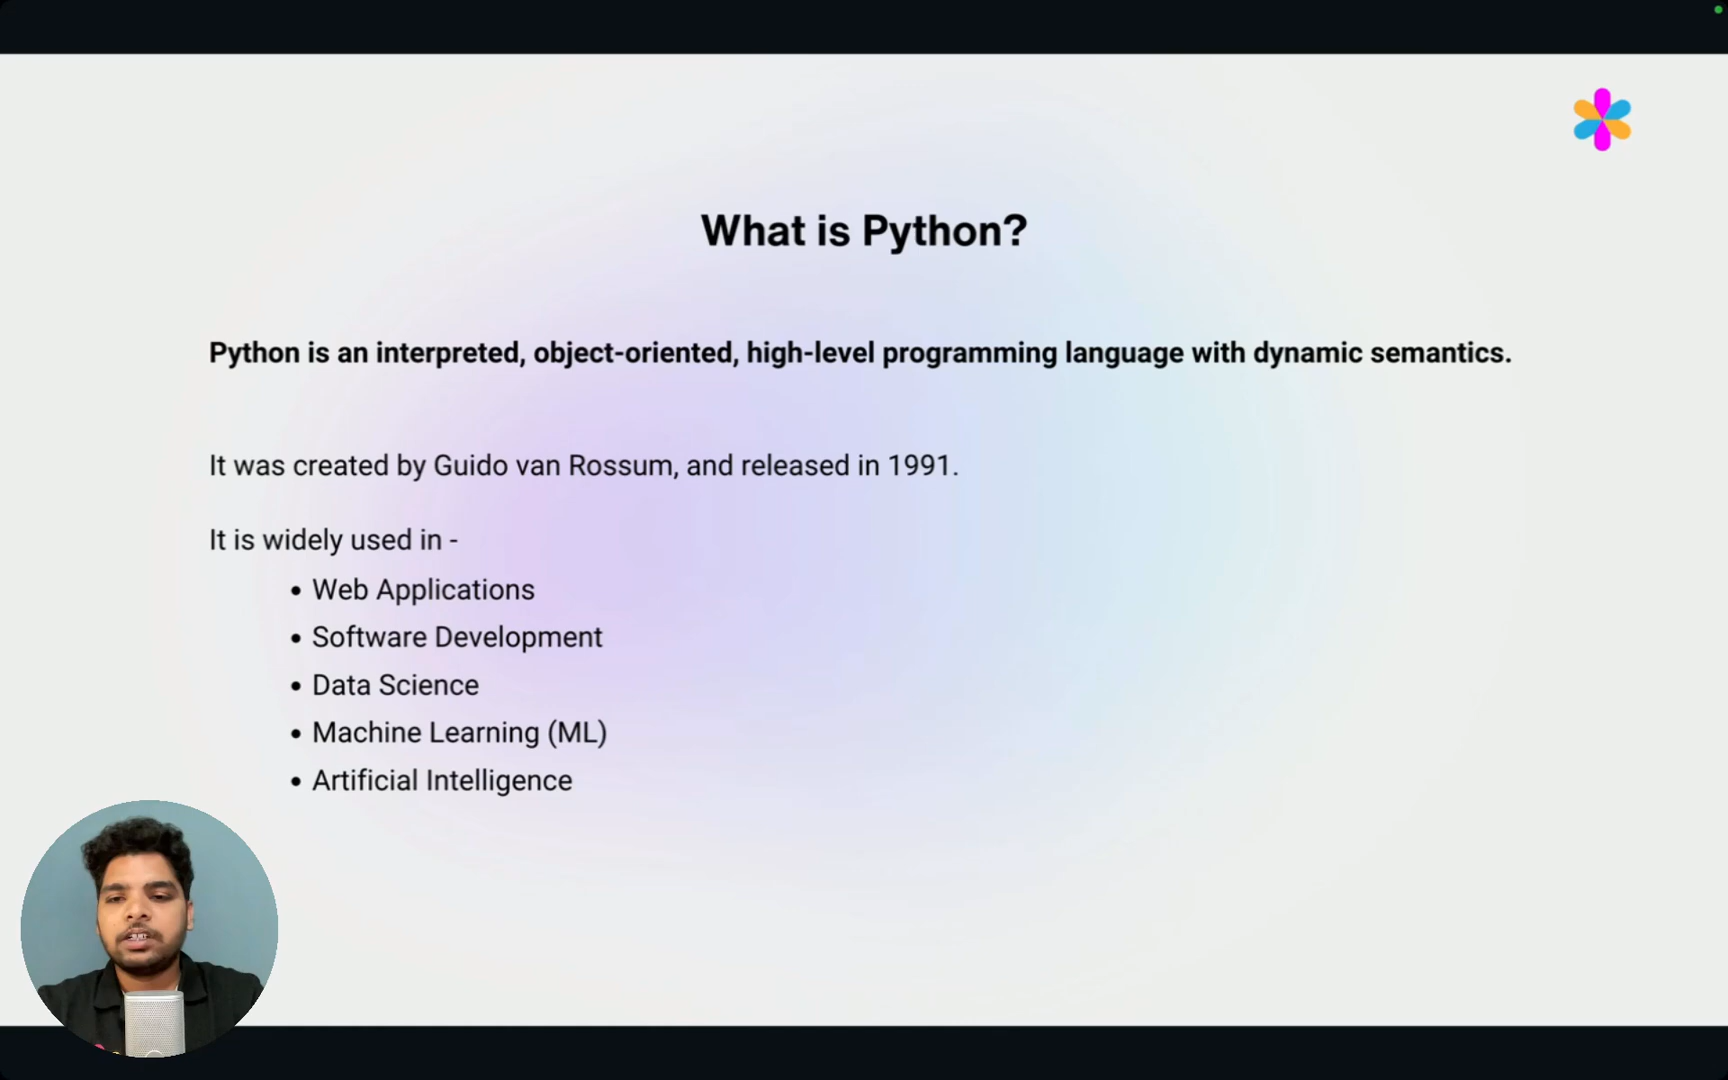 What is Python?
Python is an interpreted, object-oriented, high-level programming language with dynamic semantics.
It was created by Guido van Rossum, and released in 1991.
It is widely used in -
• Web Applications
• Software Development
• Data Science
• Machine Learning (ML)
• Artificial Intelligence